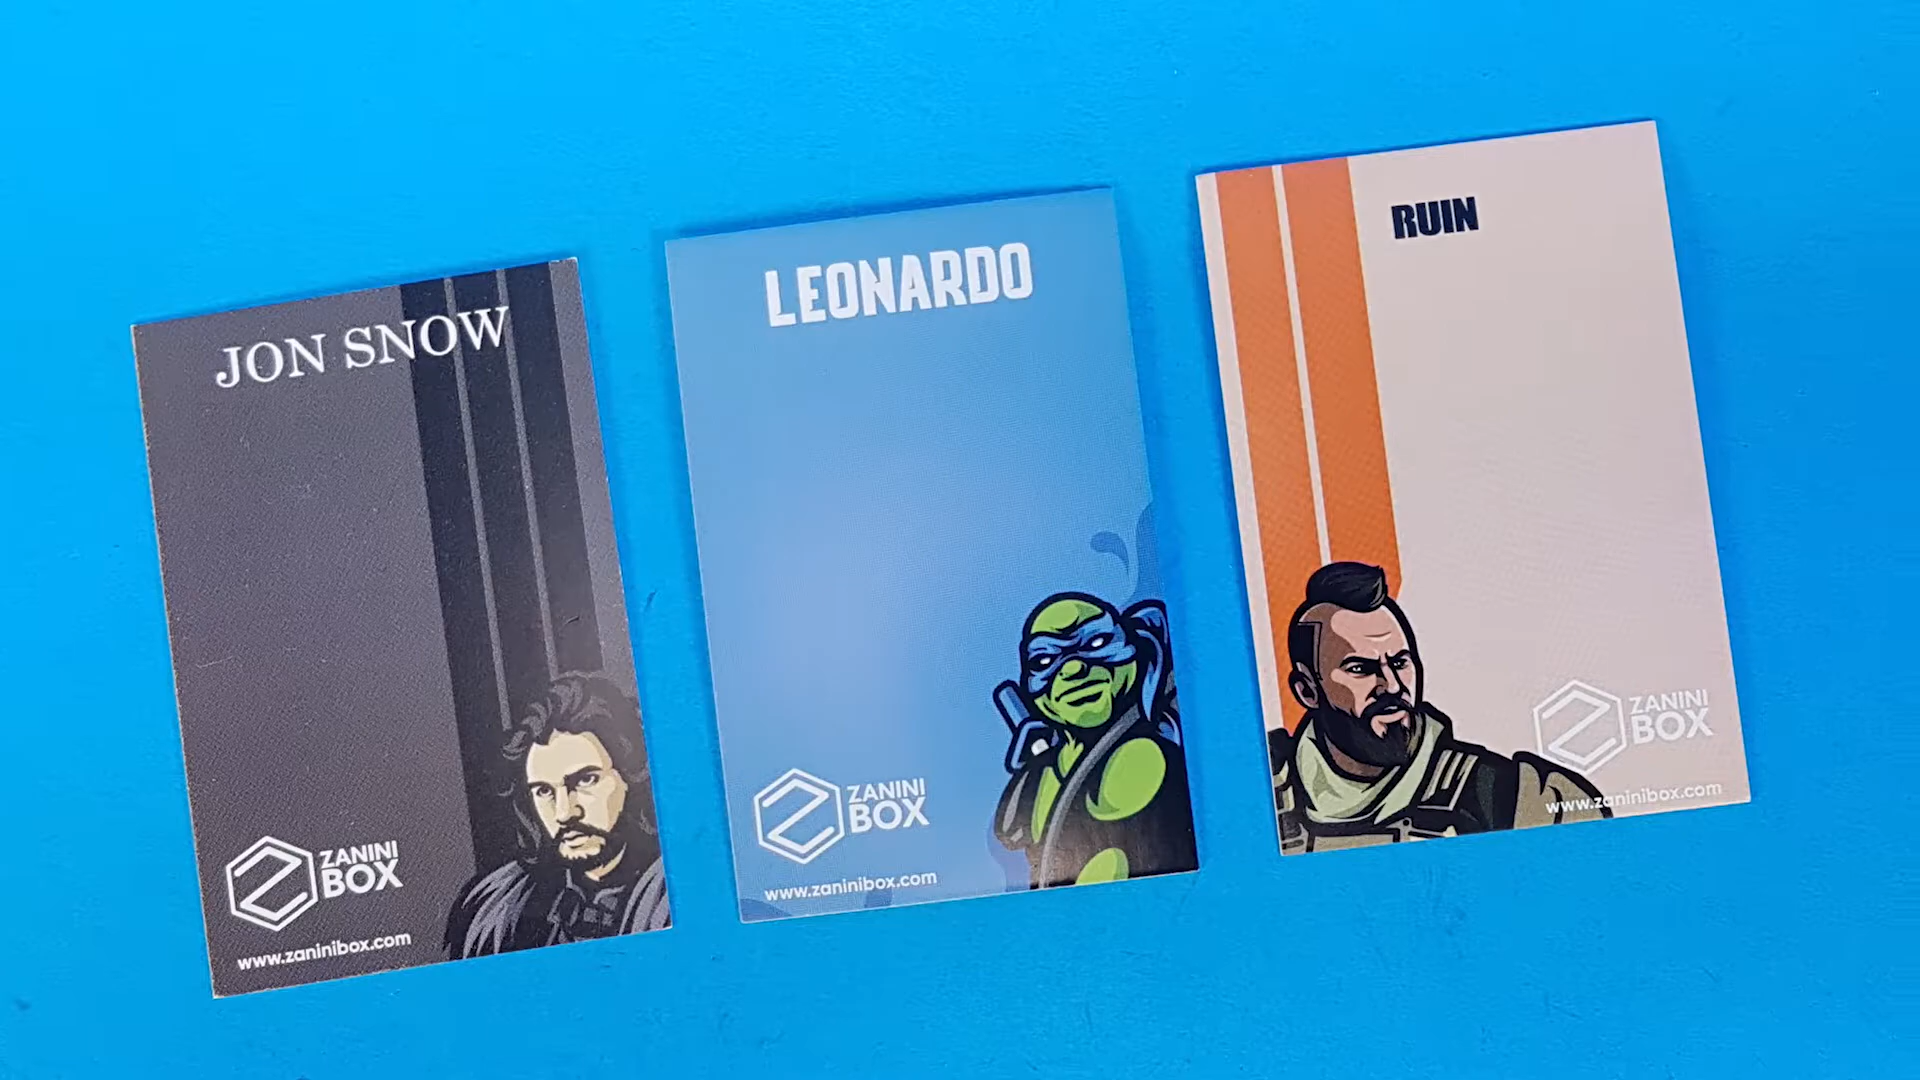 JON SNOW
ZANINI
BOX
www.zaninibox.com
LEONARDO
ZANINI
BOX
www.zaninibox.com
RUIN
ZANINI
BOX
www.zaninibox.com